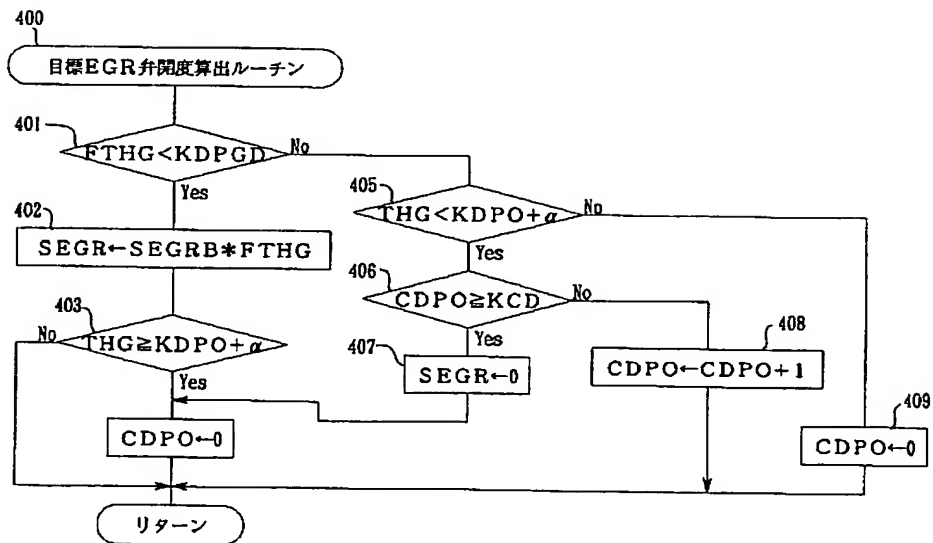 400
目標EGR弁開度算出ルーチン
401
FTHG<KDPGD
No
Yes
402
SEGR←SEGRB*FTHG
403
No
THG≧KDPO+α
Yes
CDPO←0
405
THG<KDPO+α
No
Yes
406
CDPO≧KCD
No
Yes
407
SEGR←0
408
CDPO←CDPO+1
409
CDPO←0
リターン